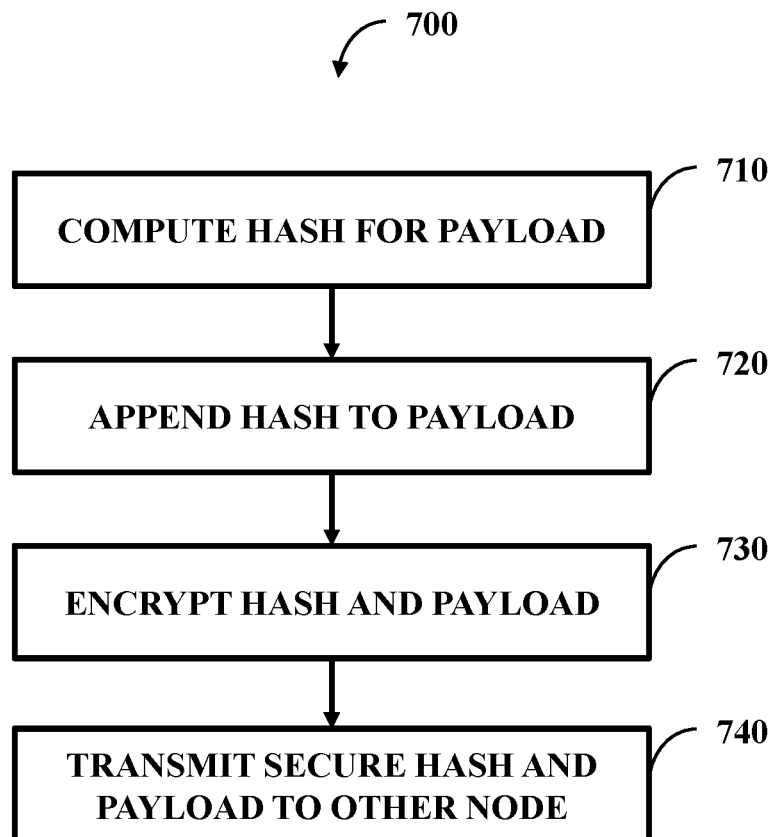 700
710
COMPUTE HASH FOR PAYLOAD
720
APPEND HASH TO PAYLOAD
730
ENCRYPT HASH AND PAYLOAD
740
TRANSMIT SECURE HASH AND
PAYLOAD TO OTHER NODE